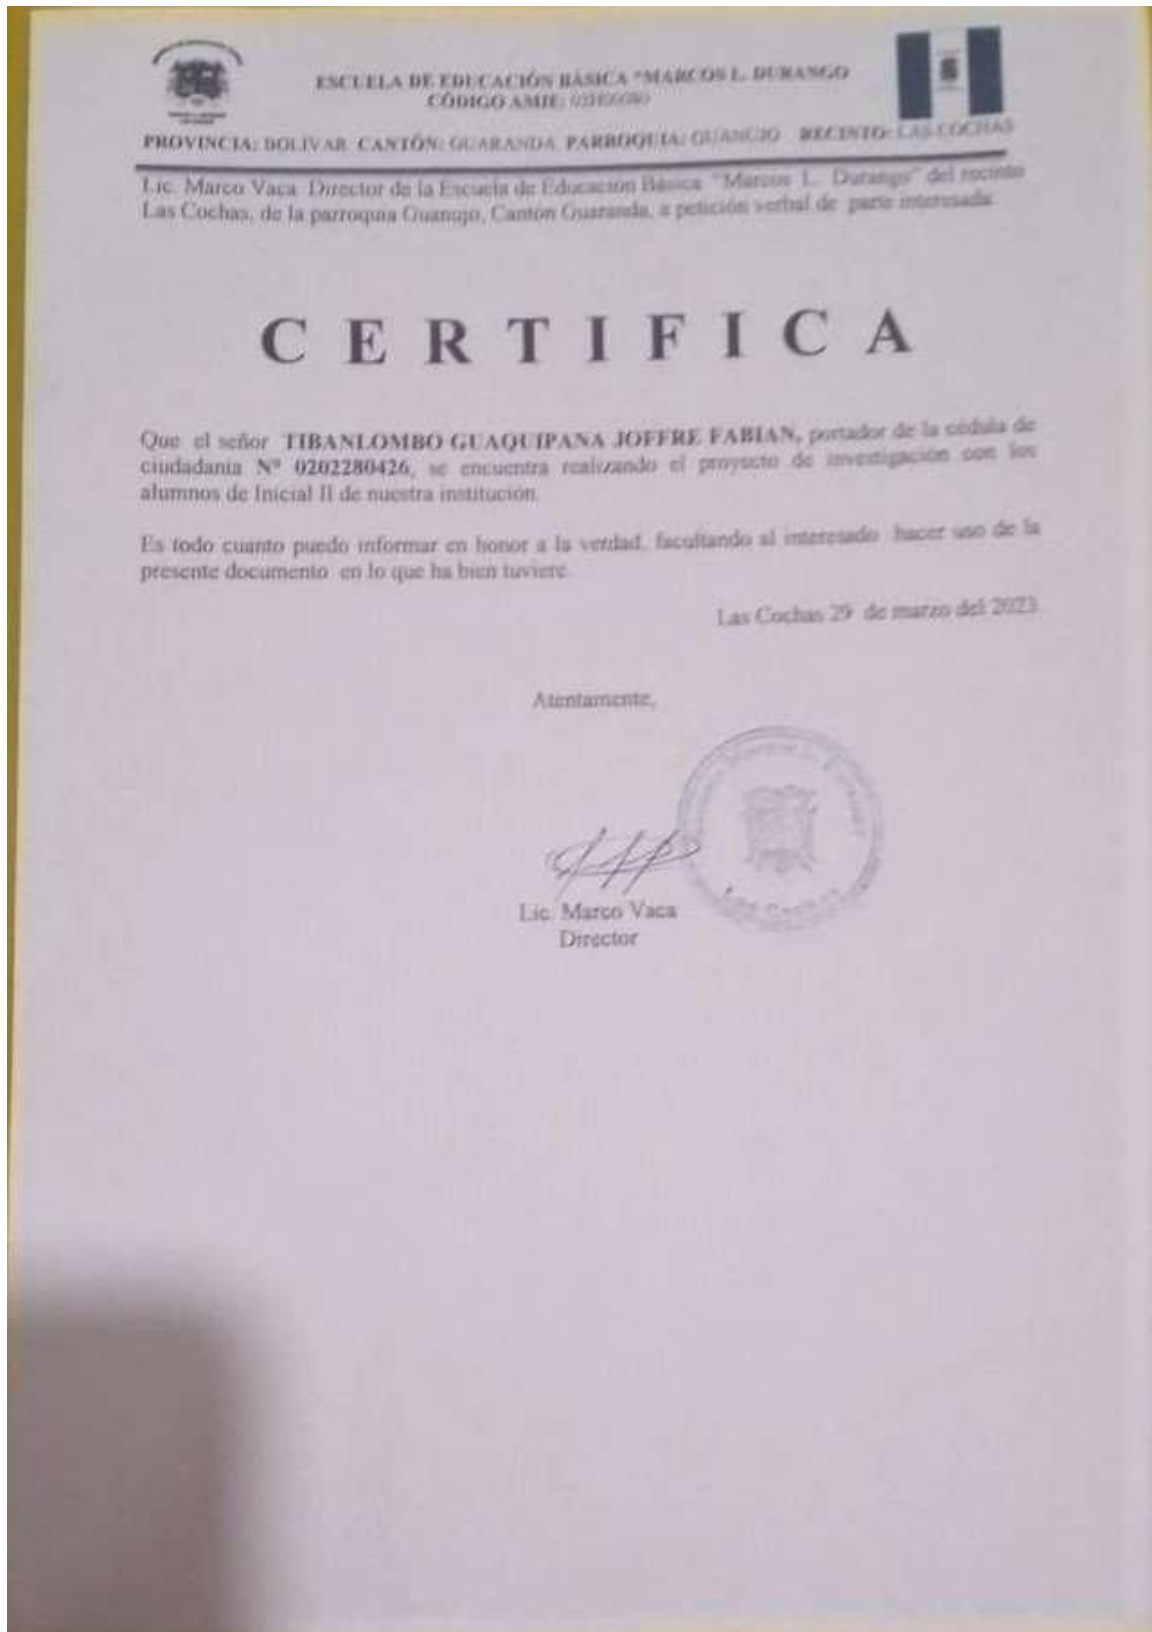 ESCUELA DE EDUCACIÓN BÁSICA "MARCOS L. DURANGO
CÓDIGO AMIE:
PROVINCIA: BOLÍVAR CANTÓN: GUARANDA PARROQUIA: GUANUJO RECINTO: LAS COCHAS
Lic. Marco Vaca Director de la Escuela de Educación Básica "Marcos L. Durango" del recinto
Las Cochas, de la parroquia Guanujo, Cantón Guaranda, a petición verbal de parte interesada:
C E R T I F I C A
Que el señor TIBANLOMBO GUAQUIPANA JOFFRE FABIAN, portador de la cédula de
ciudadanía Nº 0202280426, se encuentra realizando el proyecto de investigación con los
alumnos de Inicial II de nuestra institución.
Es todo cuanto puedo informar en honor a la verdad, facultando al interesado hacer uso de la
presente documento en lo que ha bien tuviere.
Las Cochas 29 de marzo del 2023
Atentamente,
Las Cochas
Lic. Marco Vaca
Director